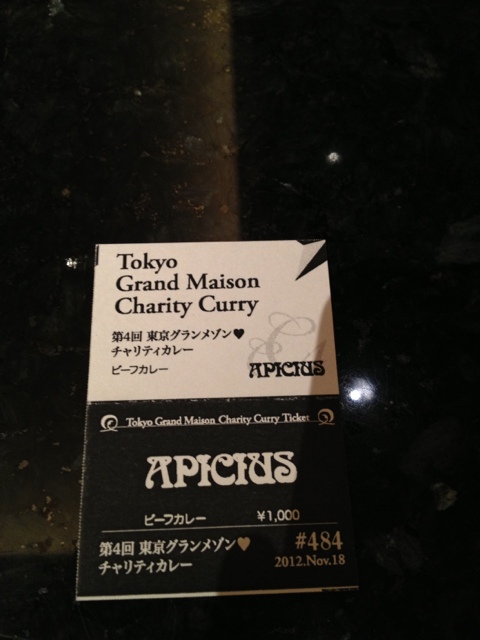 Tokyo
Grand Maison
Charity Curry
第4回 東京グランメゾン♥
チャリティカレー
ビーフカレー
APICIUS
Tokyo Grand Maison Charity Curry Ticket
APICIUS
ビーフカレー ¥1,000
第4回 東京グランメゾン♥ #484
チャリティカレー 2012.Nov.18